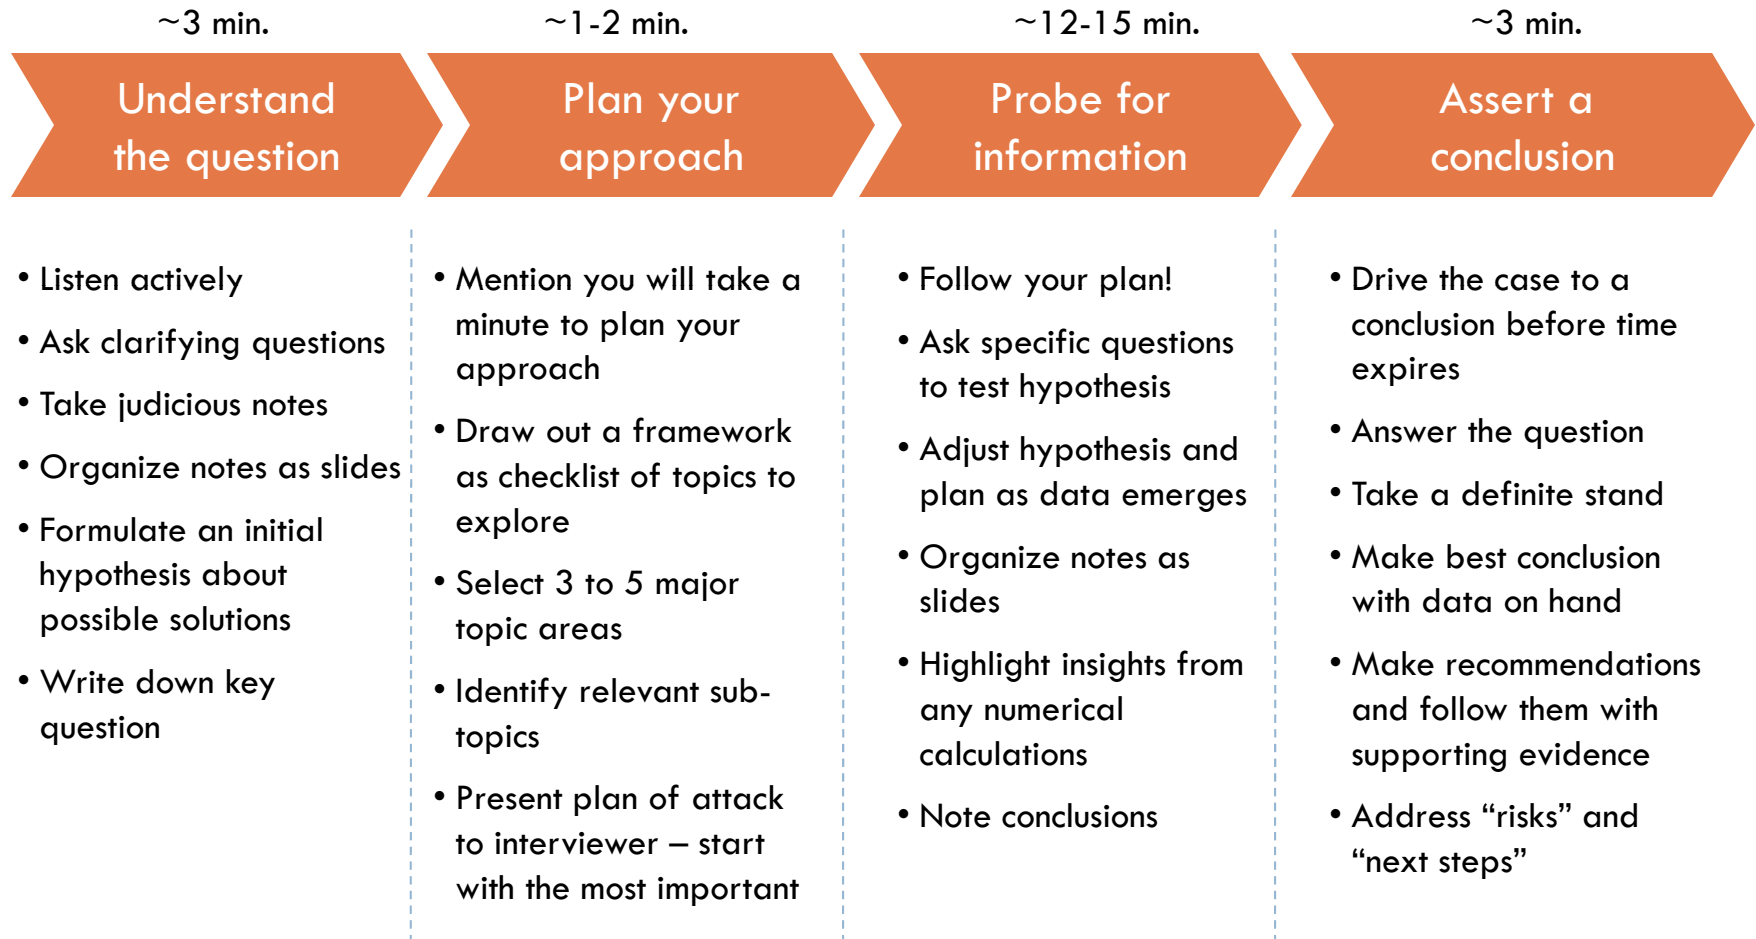 ~3 min.
Understand
the question
• Listen actively
• Ask clarifying questions
• Take judicious notes
• Organize notes as slides
• Formulate an initial
hypothesis about
possible solutions
• Write down key
question
~1-2 min.
Plan your
approach
• Mention you will take a
minute to plan your
approach
• Draw out a framework
as checklist of topics to
explore
• Select 3 to 5 major
topic areas
• Identify relevant sub-
topics
• Present plan of attack
to interviewer – start
with the most important
~12-15 min.
Probe for
information
• Follow your plan!
• Ask specific questions
to test hypothesis
• Adjust hypothesis and
plan as data emerges
• Organize notes as
slides
• Highlight insights from
any numerical
calculations
• Note conclusions
~3 min.
Assert a
conclusion
• Drive the case to a
conclusion before time
expires
• Answer the question
• Take a definite stand
• Make best conclusion
with data on hand
• Make recommendations
and follow them with
supporting evidence
• Address “risks” and
“next steps”